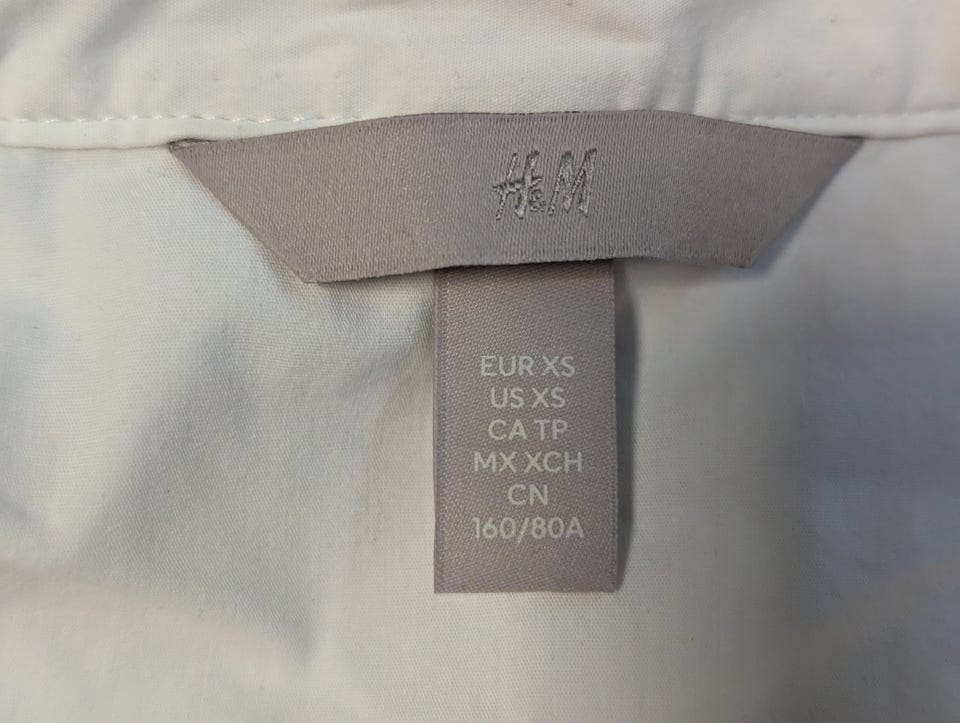 H&M
EUR XS
US XS
CA TP
MX XCH
CN
160/80A